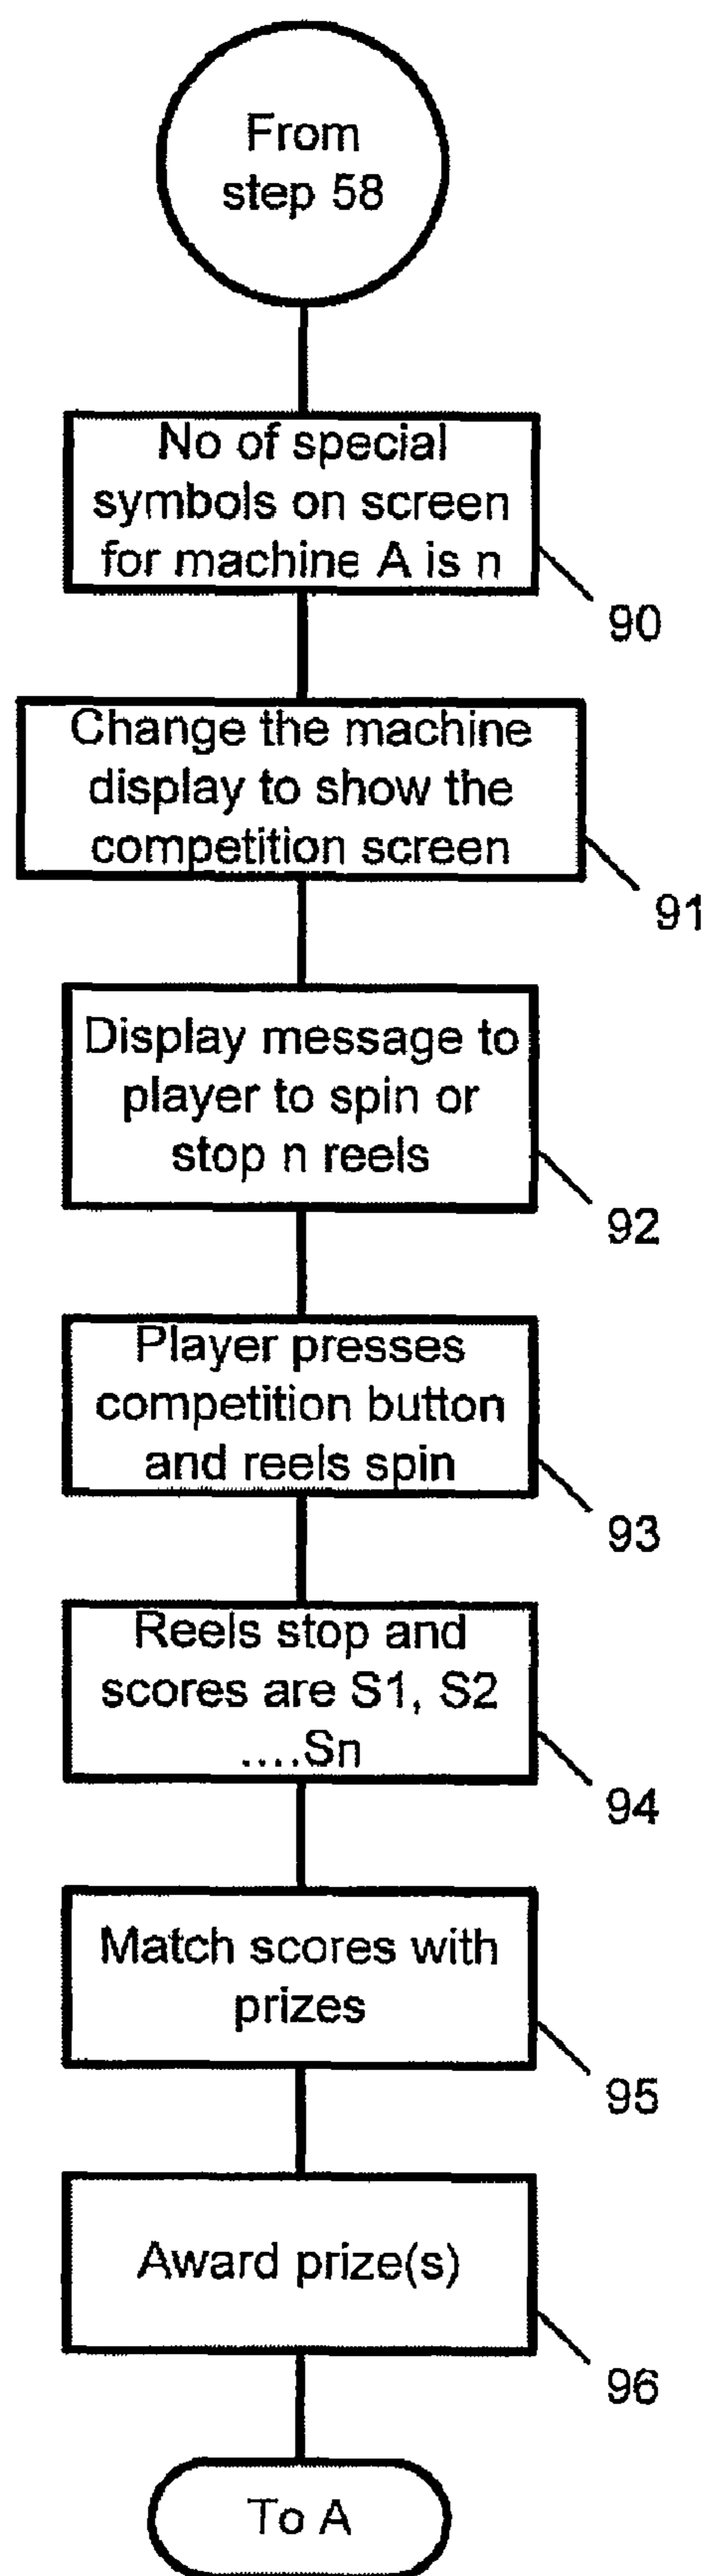 From
step 58
No of special
symbols on screen
for machine A is n
90
Change the machine
display to show the
competition screen
91
Display message to
player to spin or
stop n reels
92
Player presses
competition button
and reels spin
93
Reels stop and
scores are S1, S2
....Sn
94
Match scores with
prizes
95
Award prize(s)
96
To A